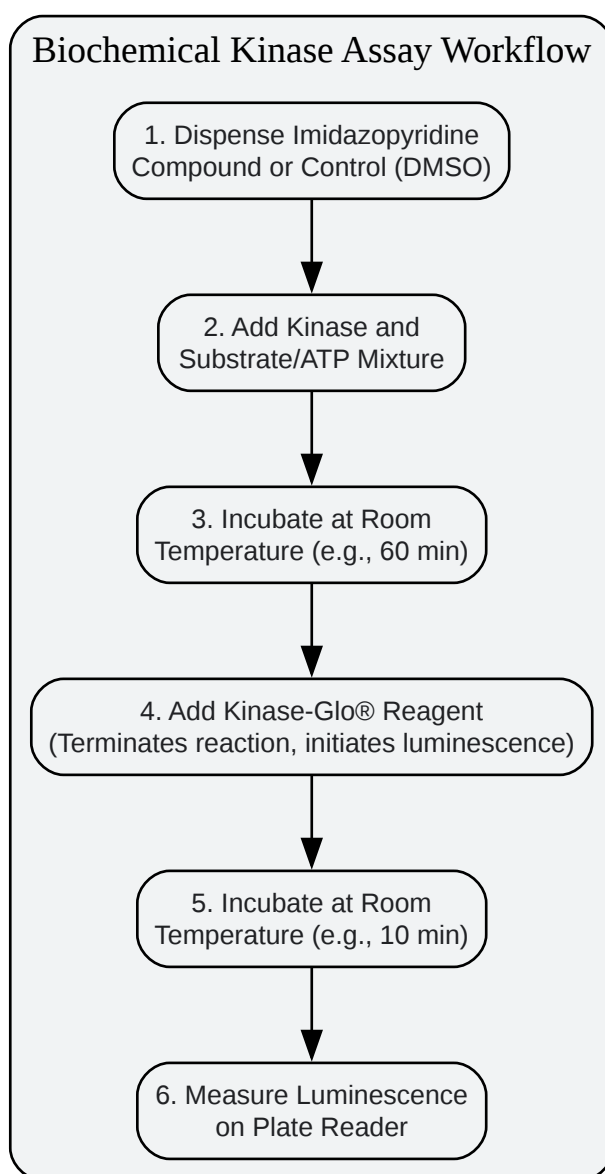 Biochemical Kinase Assay Workflow
1. Dispense Imidazopyridine
Compound or Control (DMSO)
2. Add Kinase and
Substrate/ATP Mixture
3. Incubate at Room
Temperature (e.g., 60 min)
4. Add Kinase-Glo® Reagent
(Terminates reaction, initiates luminescence)
5. Incubate at Room
Temperature (e.g., 10 min)
6. Measure Luminescence
on Plate Reader